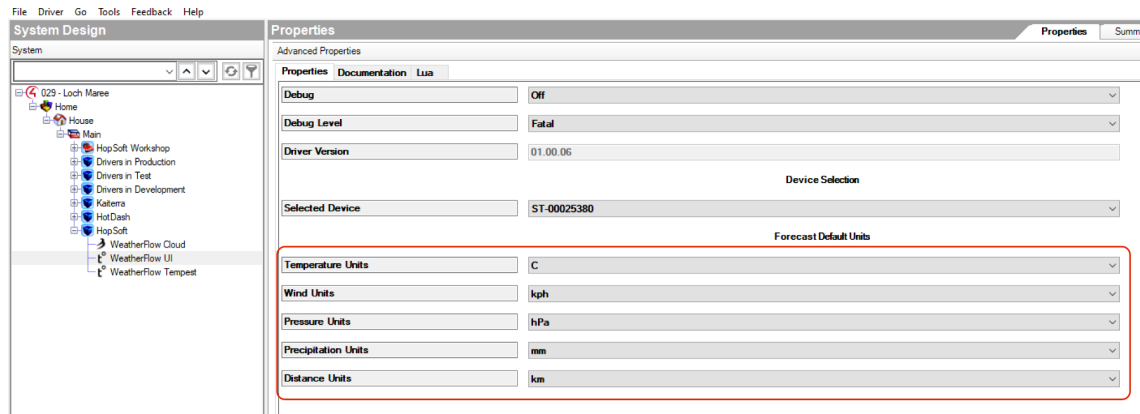 File Driver Go Tools Feedback Help
System Design
System
029 - Loch Maree
Home
House
Main
HopSoft Workshop
Drivers in Production
Drivers in Test
Drivers in Development
Kaiterra
HotDash
HopSoft
WeatherFlow Cloud
WeatherFlow UI
WeatherFlow Tempest
Properties
Properties Summ
Advanced Properties
Properties Documentation Lua
Debug Off
Debug Level Fatal
Driver Version 01.00.06
Device Selection
Selected Device ST-00025380
Forecast Default Units
Temperature Units C
Wind Units kph
Pressure Units hPa
Precipitation Units mm
Distance Units km